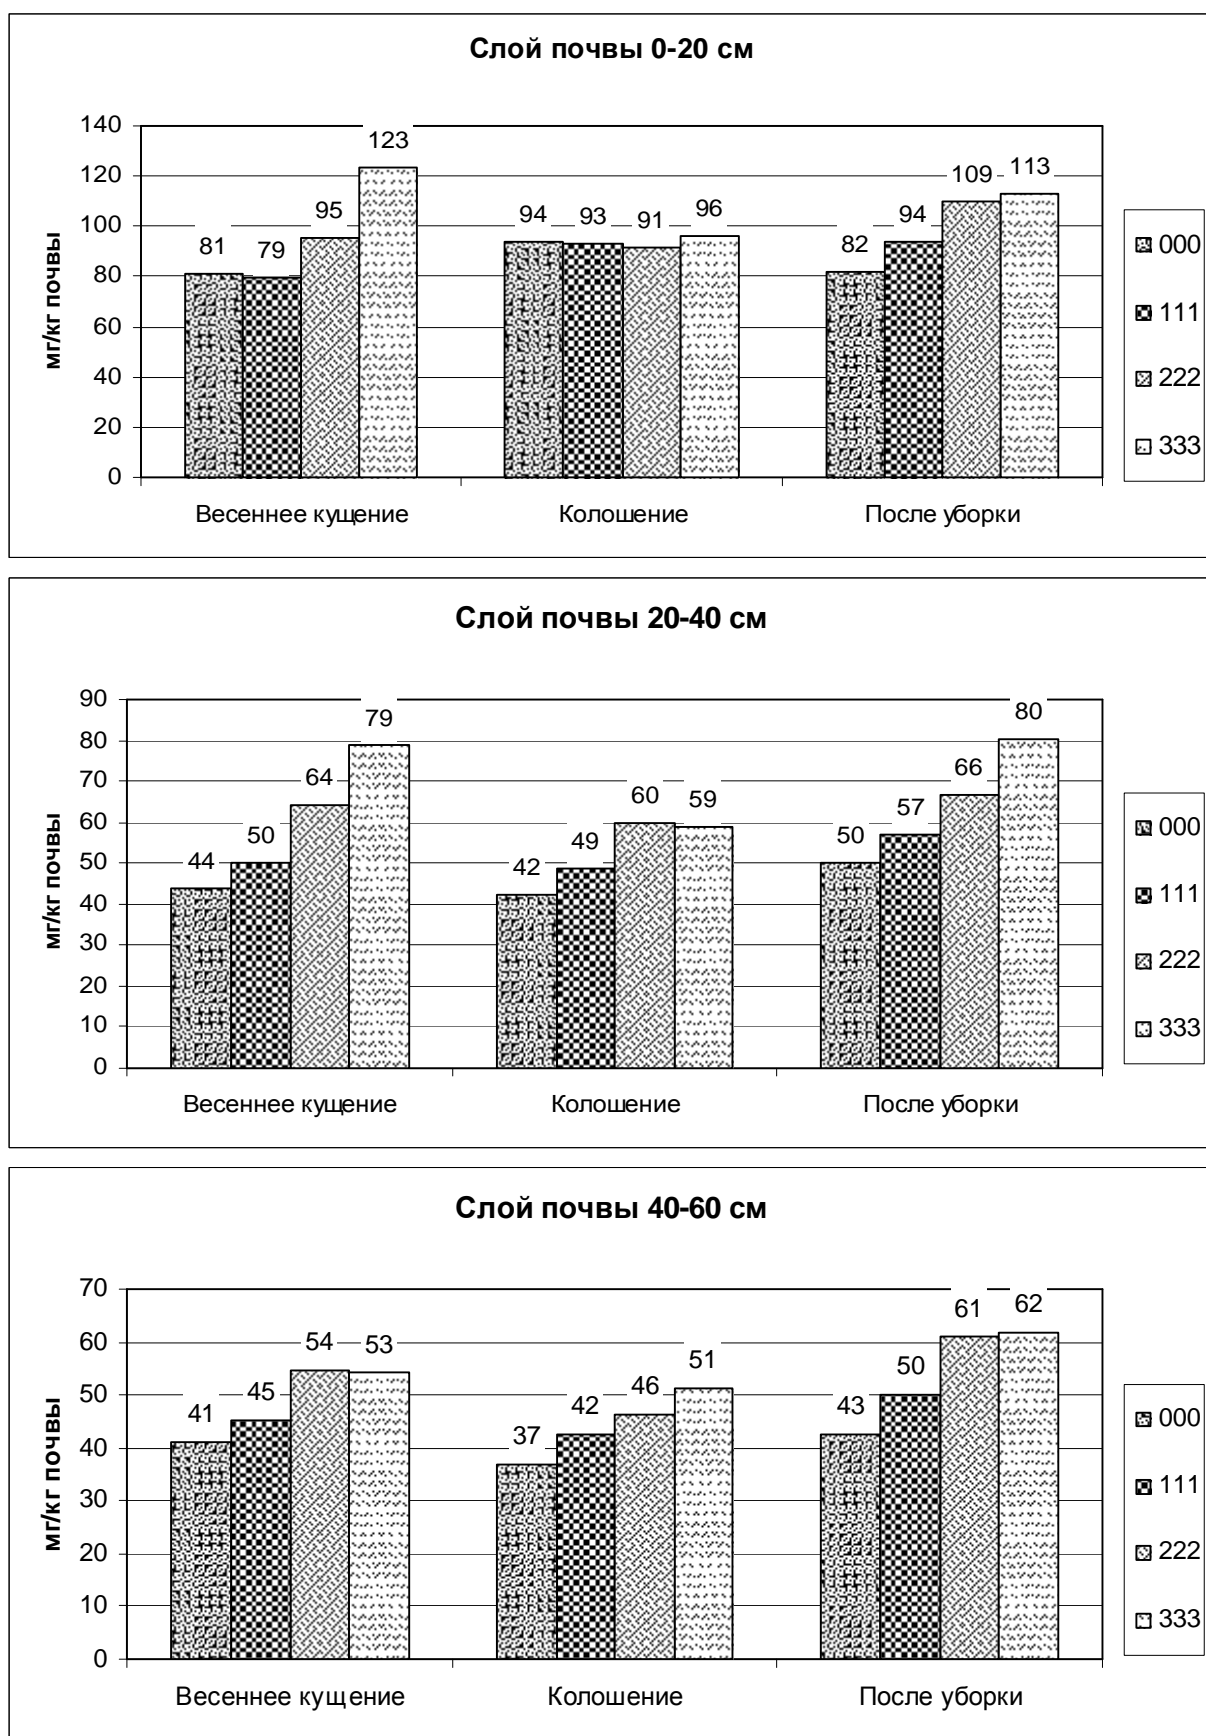 Слой почвы 0-20 см
мг/кг почвы
140
120
100
80
60
40
20
0
81 79 95 123
94 93 91 96
82 94 109 113
Весеннее кущение Колошение После уборки
000
111
222
333
Слой почвы 20-40 см
мг/кг почвы
90
80
70
60
50
40
30
20
10
0
44 50 64 79
42 49 60 59
50 57 66 80
Весеннее кущение Колошение После уборки
000
111
222
333
Слой почвы 40-60 см
мг/кг почвы
70
60
50
40
30
20
10
0
41 45 54 53
37 42 46 51
43 50 61 62
Весеннее кущение Колошение После уборки
000
111
222
333